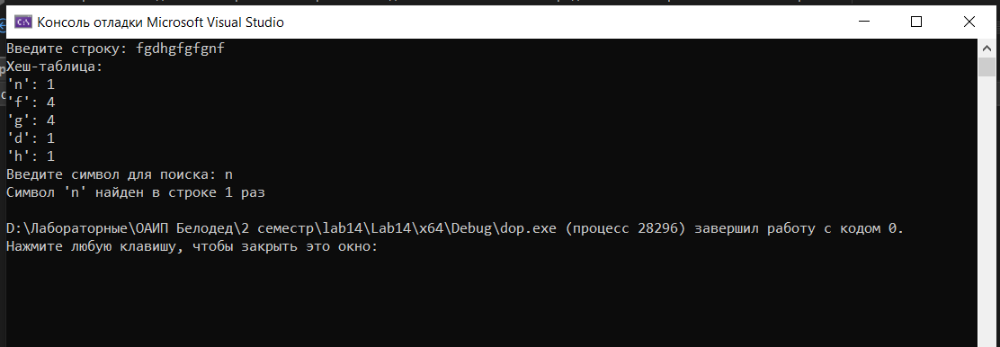 Консоль отладки Microsoft Visual Studio
Введите строку: fgdhgfgfgnf
Хеш-таблица:
'n': 1
'f': 4
'g': 4
'd': 1
'h': 1
Введите символ для поиска: n
Символ 'n' найден в строке 1 раз
D:\Лабораторные\ОАИП Белодед\2 семестр\lab14\Lab14\x64\Debug\dop.exe (процесс 28296) завершил работу с кодом 0.
Нажмите любую клавишу, чтобы закрыть это окно: